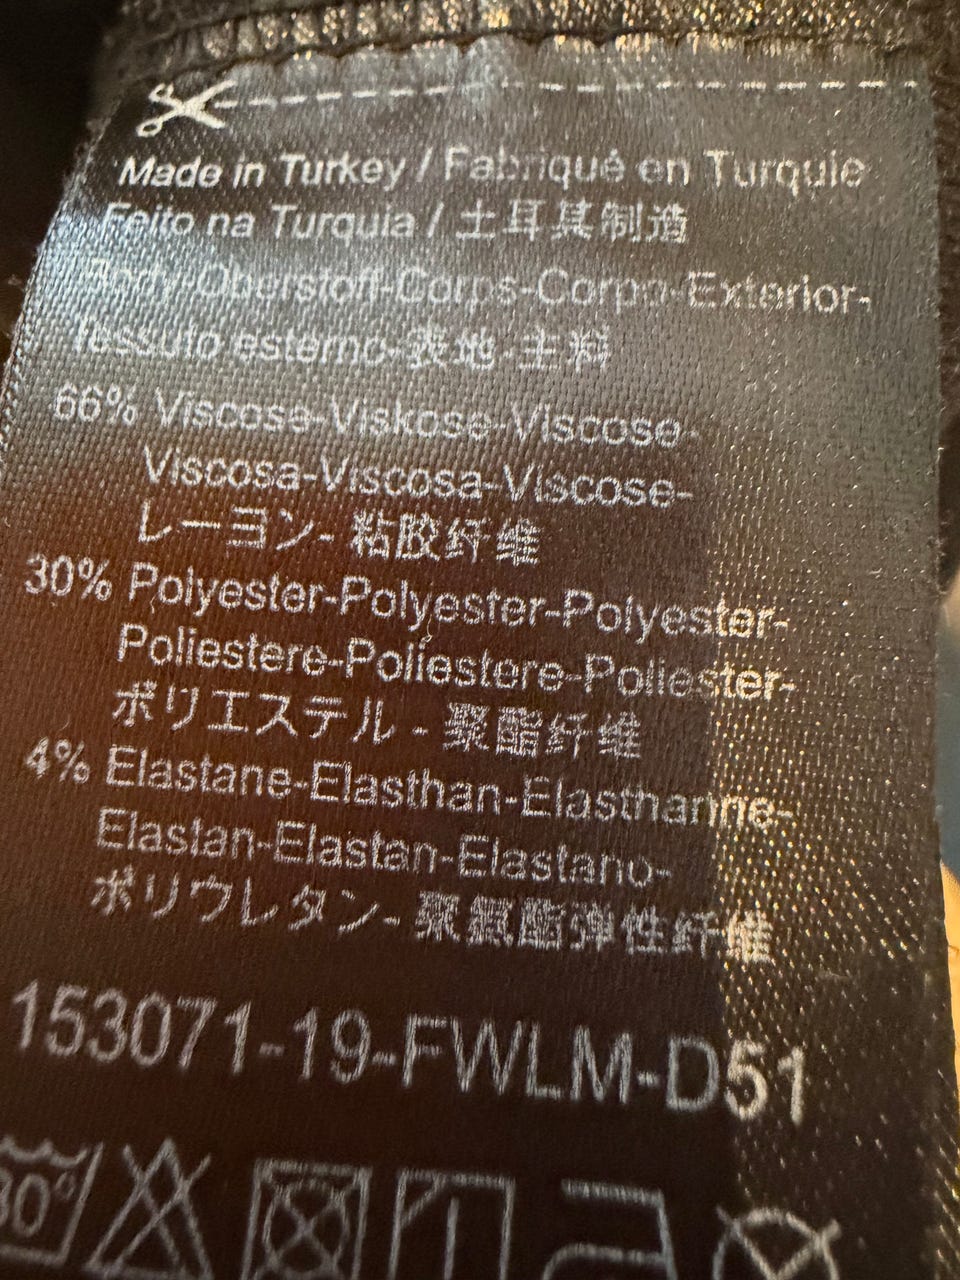 Made in Turkey / Fabriqué en Turquie
Feito na Turquia / 土耳其制造
Body-Oberstoff-Corps-Corpo-Exterior-
Tessuto esterno-表地-主料
66% Viscose-Viskose-Viscose-
Viscosa-Viscosa-Viscose-
レーヨン-粘胶纤维
30% Polyester-Polyester-Polyester-
Poliestere-Poliestere-Poliester-
ポリエステル-聚酯纤维
4% Elastane-Elasthan-Elasthanne-
Elastan-Elastan-Elastano-
ポリウレタン-聚氨酯弹性纤维
153071-19-FWLM-D51
30°